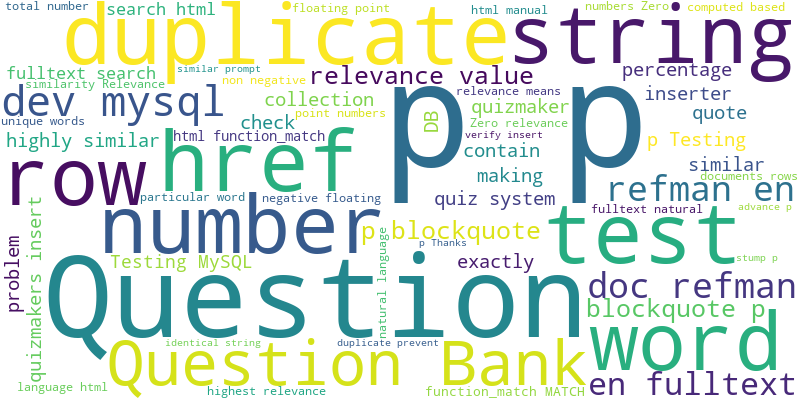 total number
search html
floating point
html manual
numbers Zero
computed based
duplicate
string
fulltext search
similar prompt
similarity Relevance
non negative
relevance value
relevance means
percentage
dev mysql
collection
point numbers
quizmaker
inserter
unique words
check
DB
Zero relevance
quote
highly similar
html function_match
verify insert
contain
p Testing
row
href
p p
making
similar
documents rows
particular word
negative floating
quiz system
refman en
number
fulltext natural
advance p
quizmakers insert
p blockquote
test
problem
Testing MySQL
natural language
p Thanks
exactly
stump p
Question
doc refman
blockquote p
identical string
duplicate prevent
word
Question Bank
language html
highest relevance
function_match MATCH
en fulltext